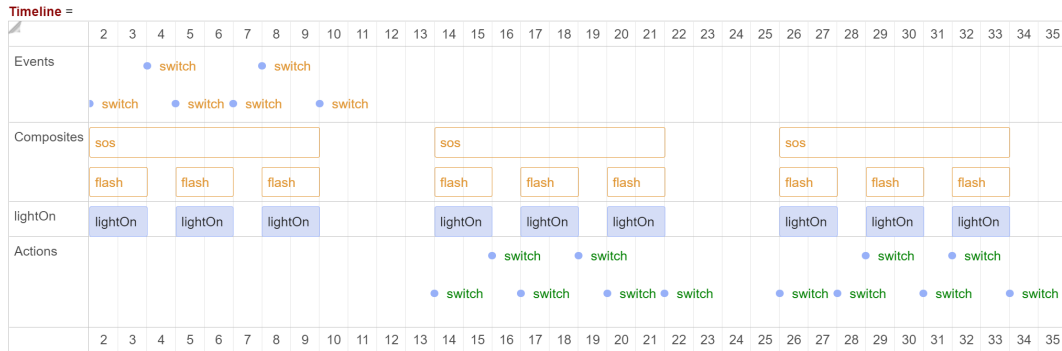 Timeline =
2 3 4 5 6 7 8 9 10 11 12 13 14 15 16 17 18 19 20 21 22 23 24 25 26 27 28 29 30 31 32 33 34 35
Events
switch switch
switch switch switch switch
Composites
sos sos sos
flash flash flash flash flash flash flash flash flash
lightOn lightOn lightOn lightOn lightOn lightOn lightOn lightOn lightOn lightOn
Actions
switch switch switch switch
switch switch switch switch switch switch switch switch
2 3 4 5 6 7 8 9 10 11 12 13 14 15 16 17 18 19 20 21 22 23 24 25 26 27 28 29 30 31 32 33 34 35